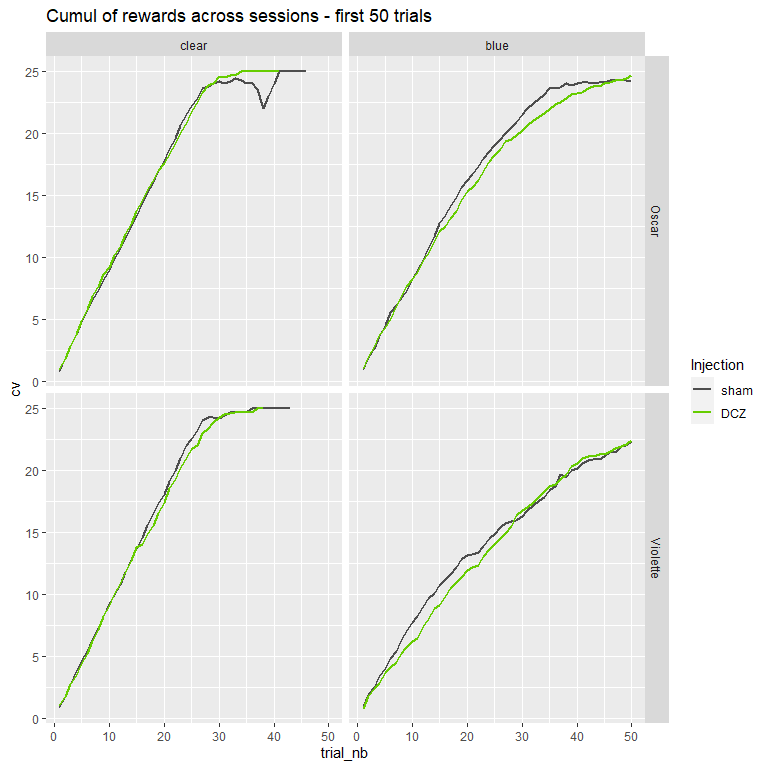 Cumul of rewards across sessions - first 50 trials
clear
blue
25
20
15
10
5
0
Oscar
cv
25
20
15
10
5
0
Violette
0 10 20 30 40 50
0 10 20 30 40 50
trial_nb
Injection
sham
DCZ